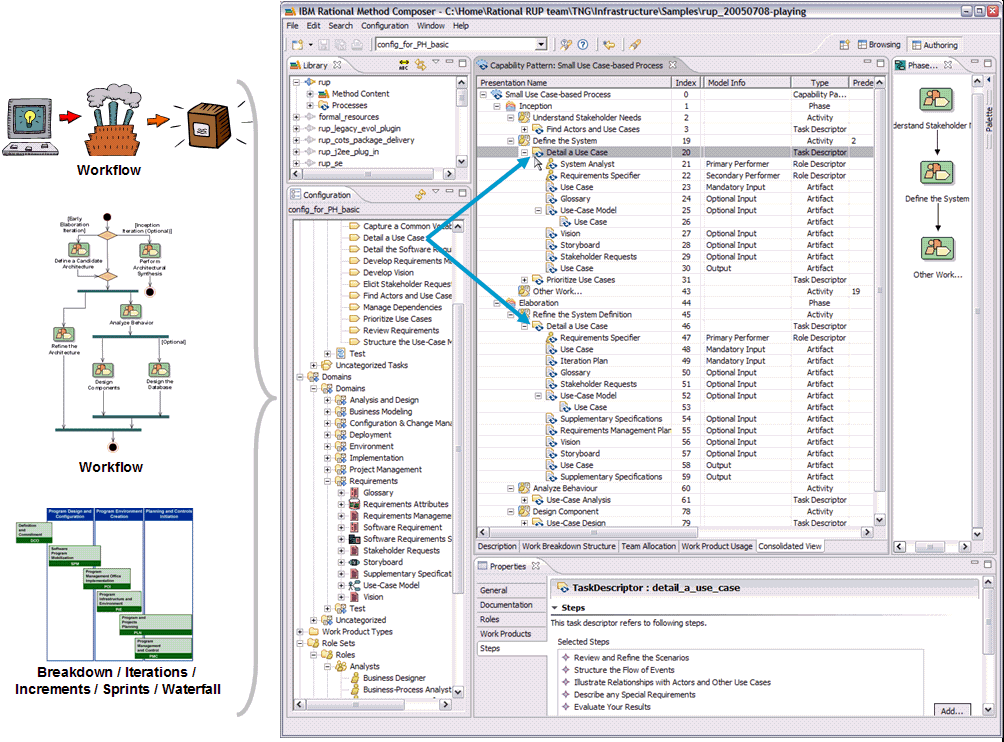 Workflow
[Early
Elaboration
Iteration]
[Inception
Iteration (Optional)]
Define a Candidate
Architecture
Perform
Architectural
Synthesis
Analyze Behavior
Refine the
Architecture
[Optional]
Design
Components
Design the
Database
Workflow
Program Design and
Configuration
Program Environment
Creation
Planning and Controls
Initiation
Definition
and
Commitment
Software
Program
Mobilization
Program
Management Office
Implementation
Program
Infrastructure and
Environment
Program and
Projects
Planning
Program
Management
and Control
Breakdown / Iterations /
Increments / Sprints / Waterfall
IBM Rational Method Composer - C:\Home\Rational RUP team\TNG\Infrastructure\Samples\rup_20050708-playing
File Edit Search Configuration Window Help
config_for_PH_basic
Browsing Authoring
Library
rup
Method Content
Processes
formal_resources
rup_legacy_evol_plugin
rup_cots_package_delivery
rup_j2ee_plug_in
rup_se
Configuration
config_for_PH_basic
Capture a Common Vocabu
Detail a Use Case
Detail the Software Requ
Develop Requirements M
Develop Vision
Elicit Stakeholder Reques
Find Actors and Use Case
Manage Dependencies
Prioritize Use Cases
Review Requirements
Structure the Use-Case M
Test
Uncategorized Tasks
Domains
Domains
Analysis and Design
Business Modeling
Configuration & Change Mana
Deployment
Environment
Implementation
Project Management
Requirements
Glossary
Requirements Attributes
Requirements Manageme
Software Requirement
Software Requirements S
Stakeholder Requests
Storyboard
Supplementary Specificat
Use-Case Model
Vision
Test
Uncategorized
Work Product Types
Role Sets
Roles
Analysts
Business Designer
Business-Process Analyst
Capability Pattern: Small Use Case-based Process
Presentation Name Index Model Info Type Prede
Small Use Case-based Process 0 Capability Pa...
Inception 1 Phase
Understand Stakeholder Needs 2 Activity
Find Actors and Use Cases 3 Task Descriptor
Define the System 19 Activity 2
Detail a Use Case 20 Task Descriptor
System Analyst 21 Primary Performer Role Descriptor
Requirements Specifier 22 Secondary Performer Role Descriptor
Use Case 23 Mandatory Input Artifact
Glossary 24 Optional Input Artifact
Use-Case Model 25 Optional Input Artifact
Use Case 26 Artifact
Vision 27 Optional Input Artifact
Storyboard 28 Optional Input Artifact
Stakeholder Requests 29 Optional Input Artifact
Use Case 30 Output Artifact
Prioritize Use Cases 31 Task Descriptor
Other Work... 43 Activity 19
Elaboration 44 Phase
Refine the System Definition 45 Activity
Detail a Use Case 46 Task Descriptor
Requirements Specifier 47 Primary Performer Role Descriptor
Use Case 48 Mandatory Input Artifact
Iteration Plan 49 Mandatory Input Artifact
Glossary 50 Optional Input Artifact
Stakeholder Requests 51 Optional Input Artifact
Use-Case Model 52 Optional Input Artifact
Use Case 53 Artifact
Supplementary Specifications 54 Optional Input Artifact
Requirements Management Plan 55 Optional Input Artifact
Vision 56 Optional Input Artifact
Storyboard 57 Optional Input Artifact
Use Case 58 Output Artifact
Supplementary Specifications 59 Output Artifact
Analyze Behaviour 60 Activity
Use-Case Analysis 61 Task Descriptor
Design Component 78 Activity
Use-Case Design 79 Task Descriptor
Description Work Breakdown Structure Team Allocation Work Product Usage Consolidated View
Phase...
Palette
derstand Stakeholder N
Define the System
Other Work...
Properties
General
Documentation
Roles
Work Products
Steps
TaskDescriptor : detail_a_use_case
Steps
This task descriptor refers to following steps.
Selected Steps
Review and Refine the Scenarios
Structure the Flow of Events
Illustrate Relationships with Actors and Other Use Cases
Describe any Special Requirements
Evaluate Your Results
Add...